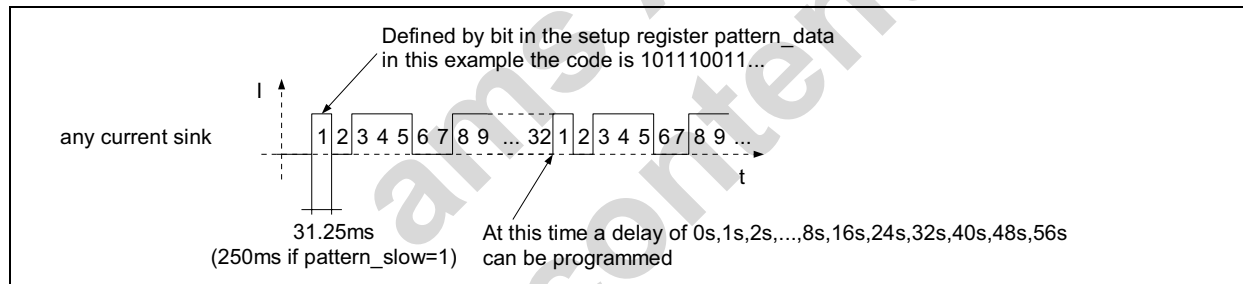 Defined by bit in the setup register pattern_data
in this example the code is 101110011...
I
any current sink
1 2 3 4 5 6 7 8 9 ... 32 1 2 3 4 5 6 7 8 9 ...
t
31.25ms
(250ms if pattern_slow=1)
At this time a delay of 0s,1s,2s,...,8s,16s,24s,32s,40s,48s,56s
can be programmed
ams
conten